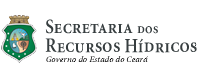 SECRETARIA DOS
RECURSOS HÍDRICOS
Governo do Estado do Ceará